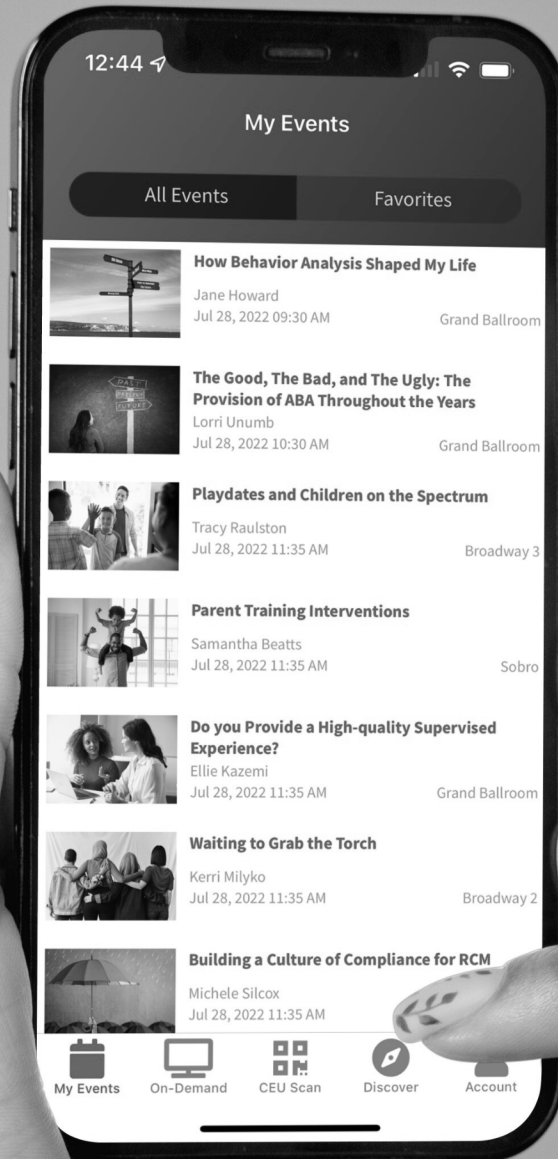 12:44
My Events
All Events
Favorites
How Behavior Analysis Shaped My Life
Jane Howard
Jul 28, 2022 09:30 AM
Grand Ballroom
PAST
PRESENT
FUTURE
The Good, The Bad, and The Ugly: The
Provision of ABA Throughout the Years
Lorri Unumb
Jul 28, 2022 10:30 AM
Grand Ballroom
Playdates and Children on the Spectrum
Tracy Raulston
Jul 28, 2022 11:35 AM
Broadway 3
Parent Training Interventions
Samantha Beatts
Jul 28, 2022 11:35 AM
Sobro
Do you Provide a High-quality Supervised
Experience?
Ellie Kazemi
Jul 28, 2022 11:35 AM
Grand Ballroom
Waiting to Grab the Torch
Kerri Milyko
Jul 28, 2022 11:35 AM
Broadway 2
Building a Culture of Compliance for RCM
Michele Silcox
Jul 28, 2022 11:35 AM
My Events
On-Demand
CEU Scan
Discover
Account